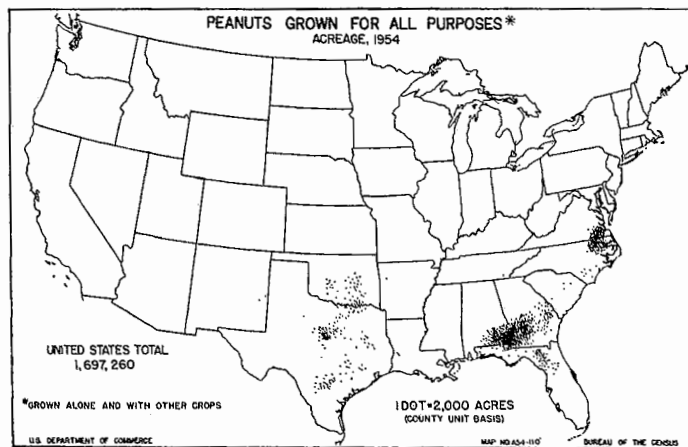 PEANUTS GROWN FOR ALL PURPOSES*
ACREAGE, 1954
UNITED STATES TOTAL
1,697,260
*GROWN ALONE AND WITH OTHER CROPS
1 DOT=2,000 ACRES
(COUNTY UNIT BASIS)
U.S. DEPARTMENT OF COMMERCE
MAP NO. A54-110
BUREAU OF THE CENSUS